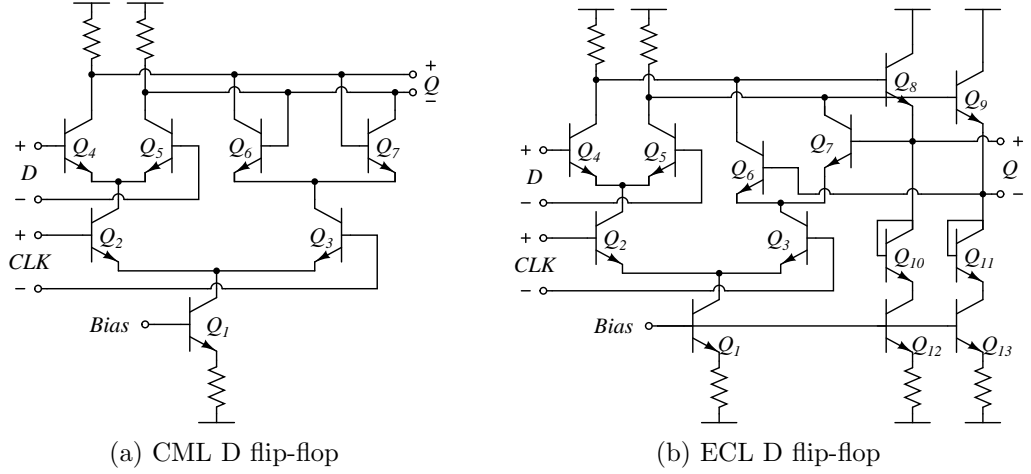 +
Q
−
Q4
Q5
Q6
Q7
+
D
−
+
CLK
−
Q2
Q3
Bias
Q1
(a) CML D flip-flop
Q8
Q9
Q4
Q5
Q6
Q7
+
D
−
+
Q
−
+
CLK
−
Q2
Q3
Q10
Q11
Bias
Q1
Q12
Q13
(b) ECL D flip-flop